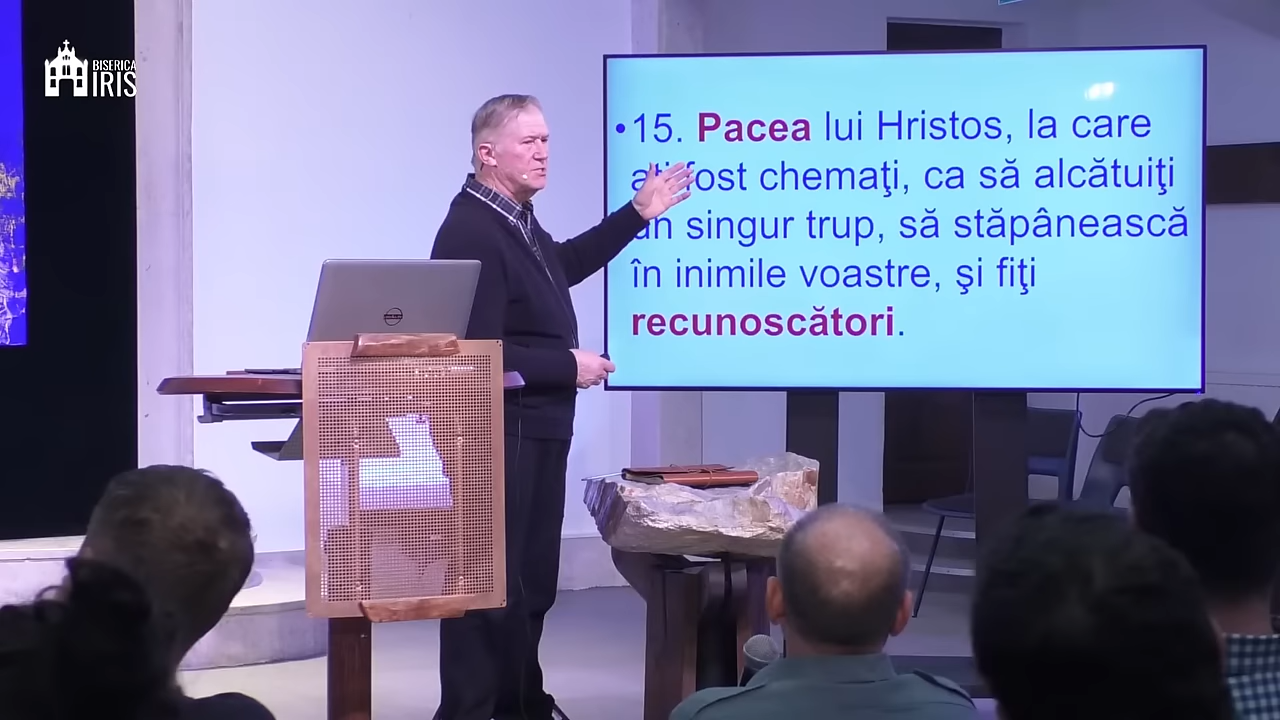 BISERICA
IRIS
•15. Pacea lui Hristos, la care
fost chemaţi, ca să alcătuiţi
singur trup, să stăpânească
în inimile voastre, şi fiţi
recunoscători.